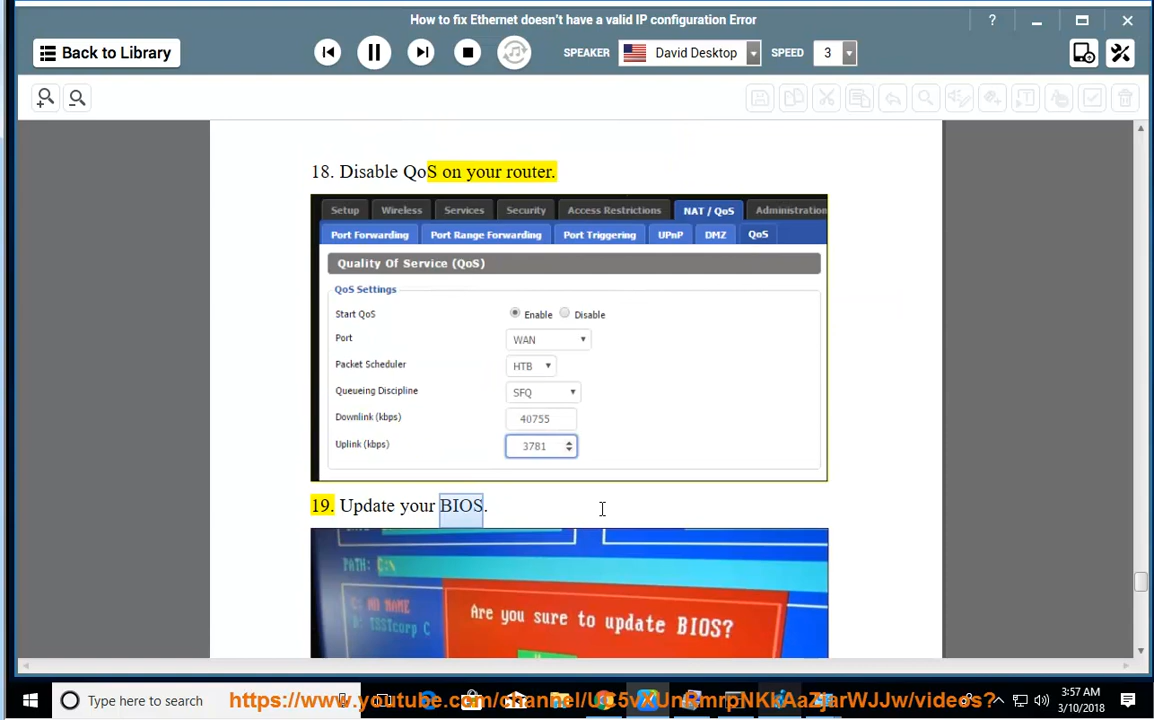 How to fix Ethernet doesn't have a valid IP configuration Error
?
Back to Library
SPEAKER David Desktop SPEED 3
18. Disable QoS on your router.
Setup Wireless Services Security Access Restrictions NAT / QoS Administration
Port Forwarding Port Range Forwarding Port Triggering UPnP DMZ QoS
Quality Of Service (QoS)
QoS Settings
Start QoS Enable Disable
Port WAN
Packet Scheduler HTB
Queueing Discipline SFQ
Downlink (kbps) 40755
Uplink (kbps) 3781
19. Update your BIOS.
PATH: C:\
C: NO NAME
Are you sure to update BIOS?
Type here to search
3:57 AM
3/10/2018